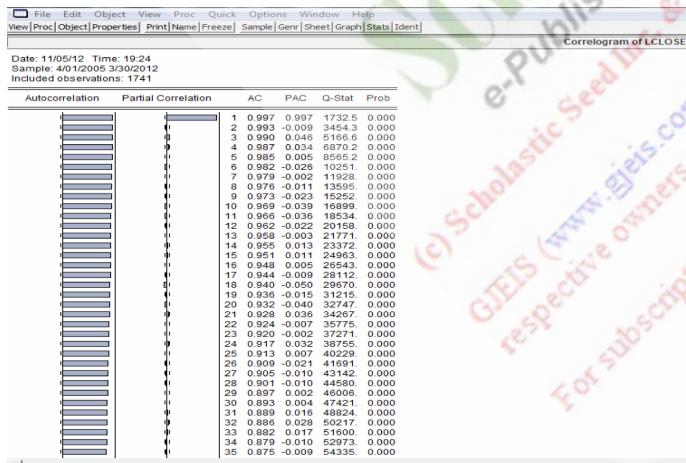 File Edit Object View Proc Quick Options Window Help
View Proc Object Properties Print Name Freeze Sample Genr Sheet Graph Stats Ident
Correlogram of LCLOSE
Date: 11/05/12 Time: 19:24
Sample: 4/01/2005 3/30/2012
Included observations: 1741
Autocorrelation Partial Correlation AC PAC Q-Stat Prob
1 0.997 0.997 1732.5 0.000
2 0.993 -0.009 3454.3 0.000
3 0.990 0.046 5166.6 0.000
4 0.987 0.034 6870.2 0.000
5 0.985 0.005 8565.2 0.000
6 0.982 -0.026 10251. 0.000
7 0.979 -0.002 11928. 0.000
8 0.976 -0.011 13595. 0.000
9 0.973 -0.023 15252. 0.000
10 0.969 -0.039 16899. 0.000
11 0.966 -0.036 18534. 0.000
12 0.962 -0.022 20158. 0.000
13 0.958 -0.003 21771. 0.000
14 0.955 0.013 23372. 0.000
15 0.951 0.011 24963. 0.000
16 0.948 0.005 26543. 0.000
17 0.944 -0.009 28112. 0.000
18 0.940 -0.050 29670. 0.000
19 0.936 -0.015 31215. 0.000
20 0.932 -0.040 32747. 0.000
21 0.928 0.036 34267. 0.000
22 0.924 -0.007 35775. 0.000
23 0.920 -0.002 37271. 0.000
24 0.917 0.032 38755. 0.000
25 0.913 0.007 40229. 0.000
26 0.909 -0.021 41691. 0.000
27 0.905 -0.010 43142. 0.000
28 0.901 -0.010 44580. 0.000
29 0.897 0.002 46006. 0.000
30 0.893 0.004 47421. 0.000
31 0.889 0.016 48824. 0.000
32 0.886 0.028 50217. 0.000
33 0.882 0.017 51600. 0.000
34 0.879 -0.010 52973. 0.000
35 0.875 -0.009 54335. 0.000
e-Publis
(c) Scholastic Seed Inc. &
GJEIS (www.gjeis.co
respective owners
For subscrip